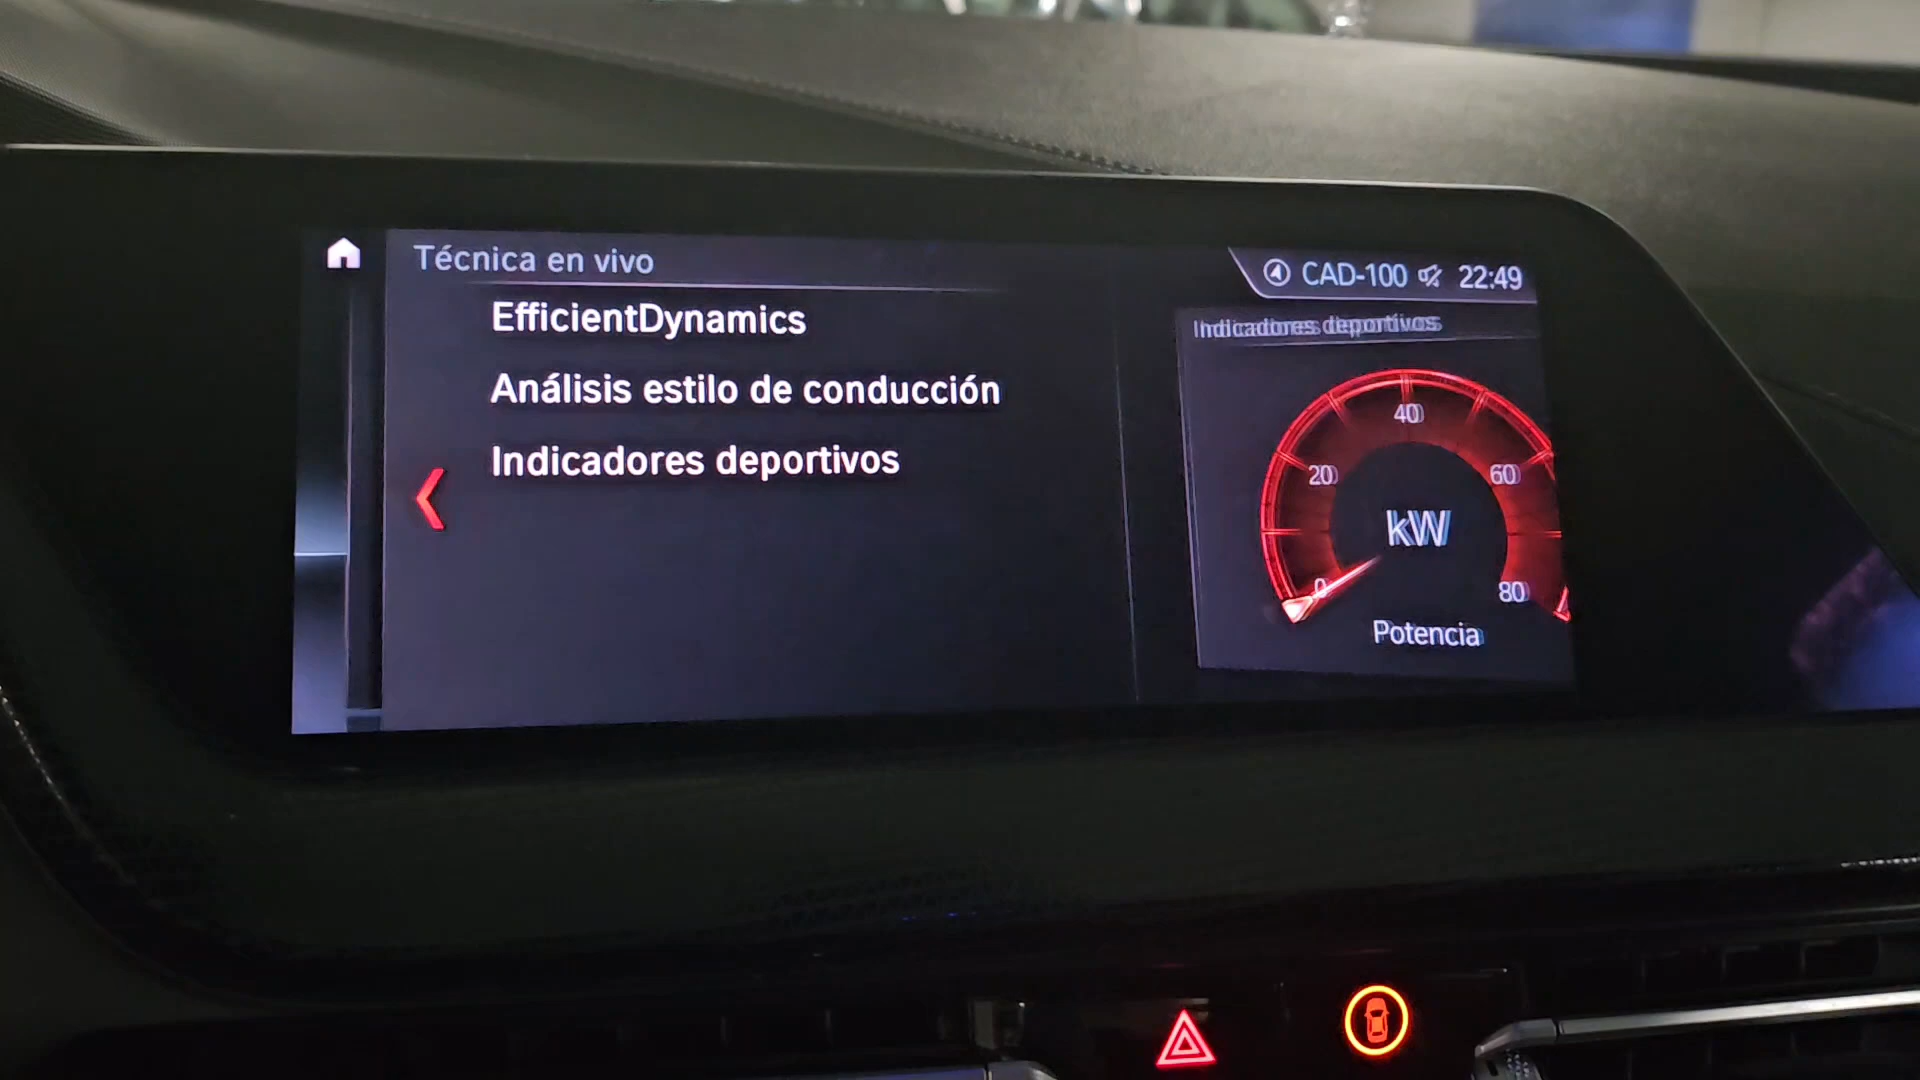 Técnica en vivo
CAD-100 22:49
EfficientDynamics
Análisis estilo de conducción
Indicadores deportivos
Indicadores deportivos
0
20
40
60
80
kW
Potencia